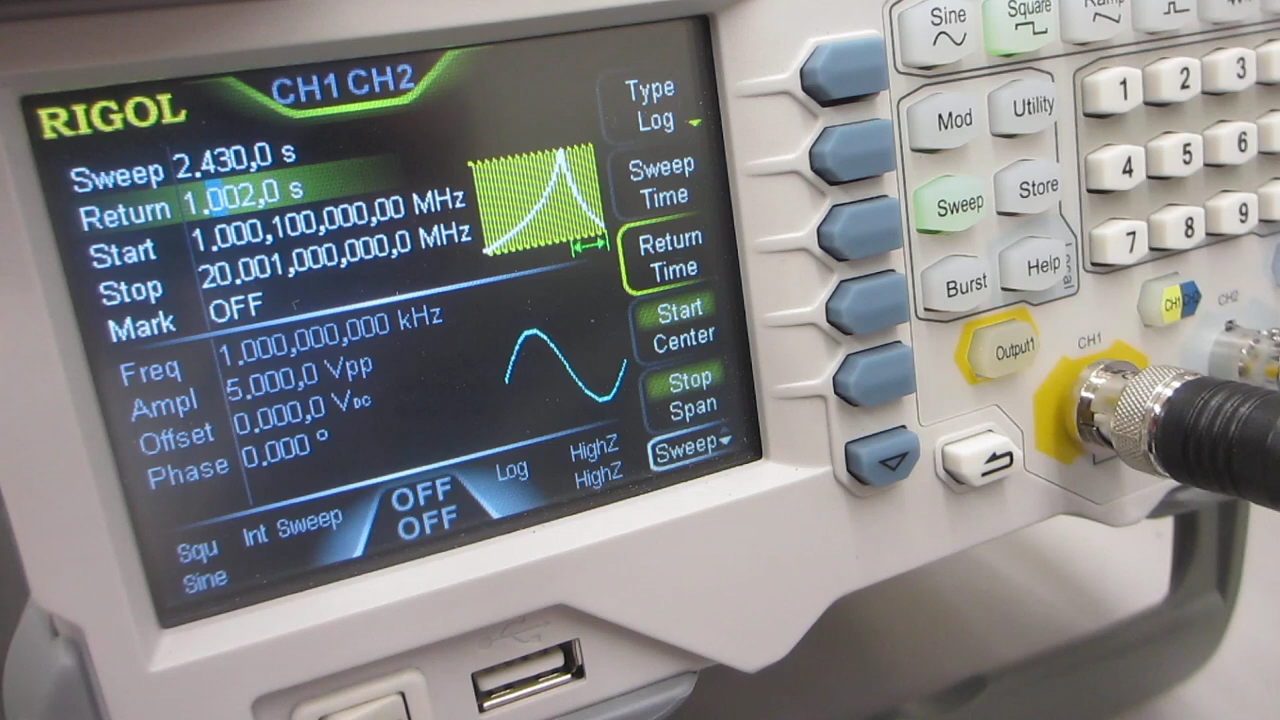 RIGOL
CH1 CH2
Sweep 2.430,0 s
Return 1.002,0 s
Start 1.000,100,000,00 MHz
Stop 20.001,000,000,0 MHz
Mark OFF
Freq 1.000,000,000 kHz
Ampl 5.000,0 Vpp
Offset 0.000,0 VDC
Phase 0.000 °
Squ Int Sweep OFF Log HighZ
Sine OFF HighZ
Type
Log
Sweep
Time
Return
Time
Start
Center
Stop
Span
Sweep
Sine
Square
Ramp
Mod
Utility
Sweep
Store
Burst
Help
Local
1 2 3
4 5 6
7 8 9
Output1
CH1
CH1 CH2
CH2